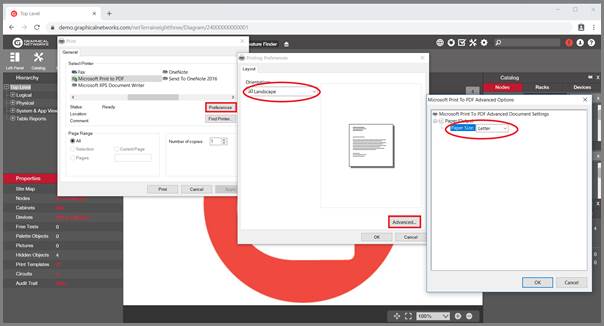 Top Level
demo.graphicalnetworks.com/netTerraineightthree/Diagram/24000000000001
GRAPHICAL
NETWORKS
Feature Finder
Left Panel
Catalog
Hierarchy
Top Level
Logical
Physical
System & App View
Table Reports
Properties
Site Map
Nodes
Cabinets
Devices
Free Texts 0
Palette Objects 0
Pictures 0
Hidden Objects 4
Print Templates
Circuits
Audit Trail
Print
General
Select Printer
Fax
Microsoft Print to PDF
Microsoft XPS Document Writer
OneNote
Send To OneNote 2016
Status: Ready
Location:
Comment:
Preferences
Find Printer...
Page Range
All
Selection
Current Page
Pages:
Number of copies: 1
Print
Cancel
Apply
Printing Preferences
Layout
Orientation:
Landscape
Advanced...
OK
Cancel
Catalog
Nodes
Racks
Devices
Microsoft Print To PDF Advanced Options
Microsoft Print To PDF Advanced Document Settings
Paper/Output
Paper Size: Letter
OK
Cancel
100%